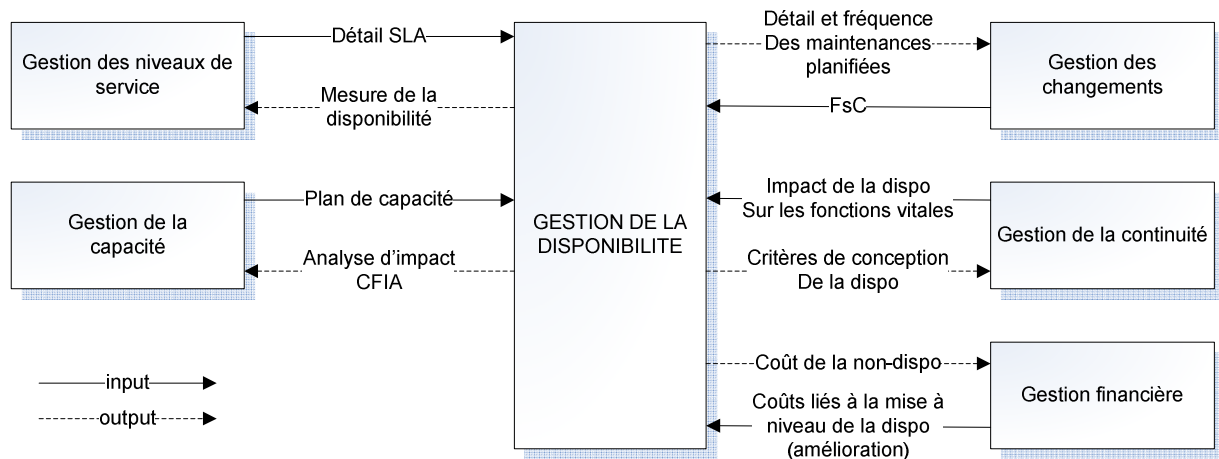 Gestion des niveaux de
service
Détail SLA
Mesure de la
disponibilité
Gestion de la
capacité
Plan de capacité
Analyse d'impact
CFIA
input
output
GESTION DE LA
DISPONIBILITE
Détail et fréquence
Des maintenances
planifiées
FsC
Gestion des
changements
Impact de la dispo
Sur les fonctions vitales
Critères de conception
De la dispo
Gestion de la continuité
Coût de la non-dispo
Coûts liés à la mise à
niveau de la dispo
(amélioration)
Gestion financière